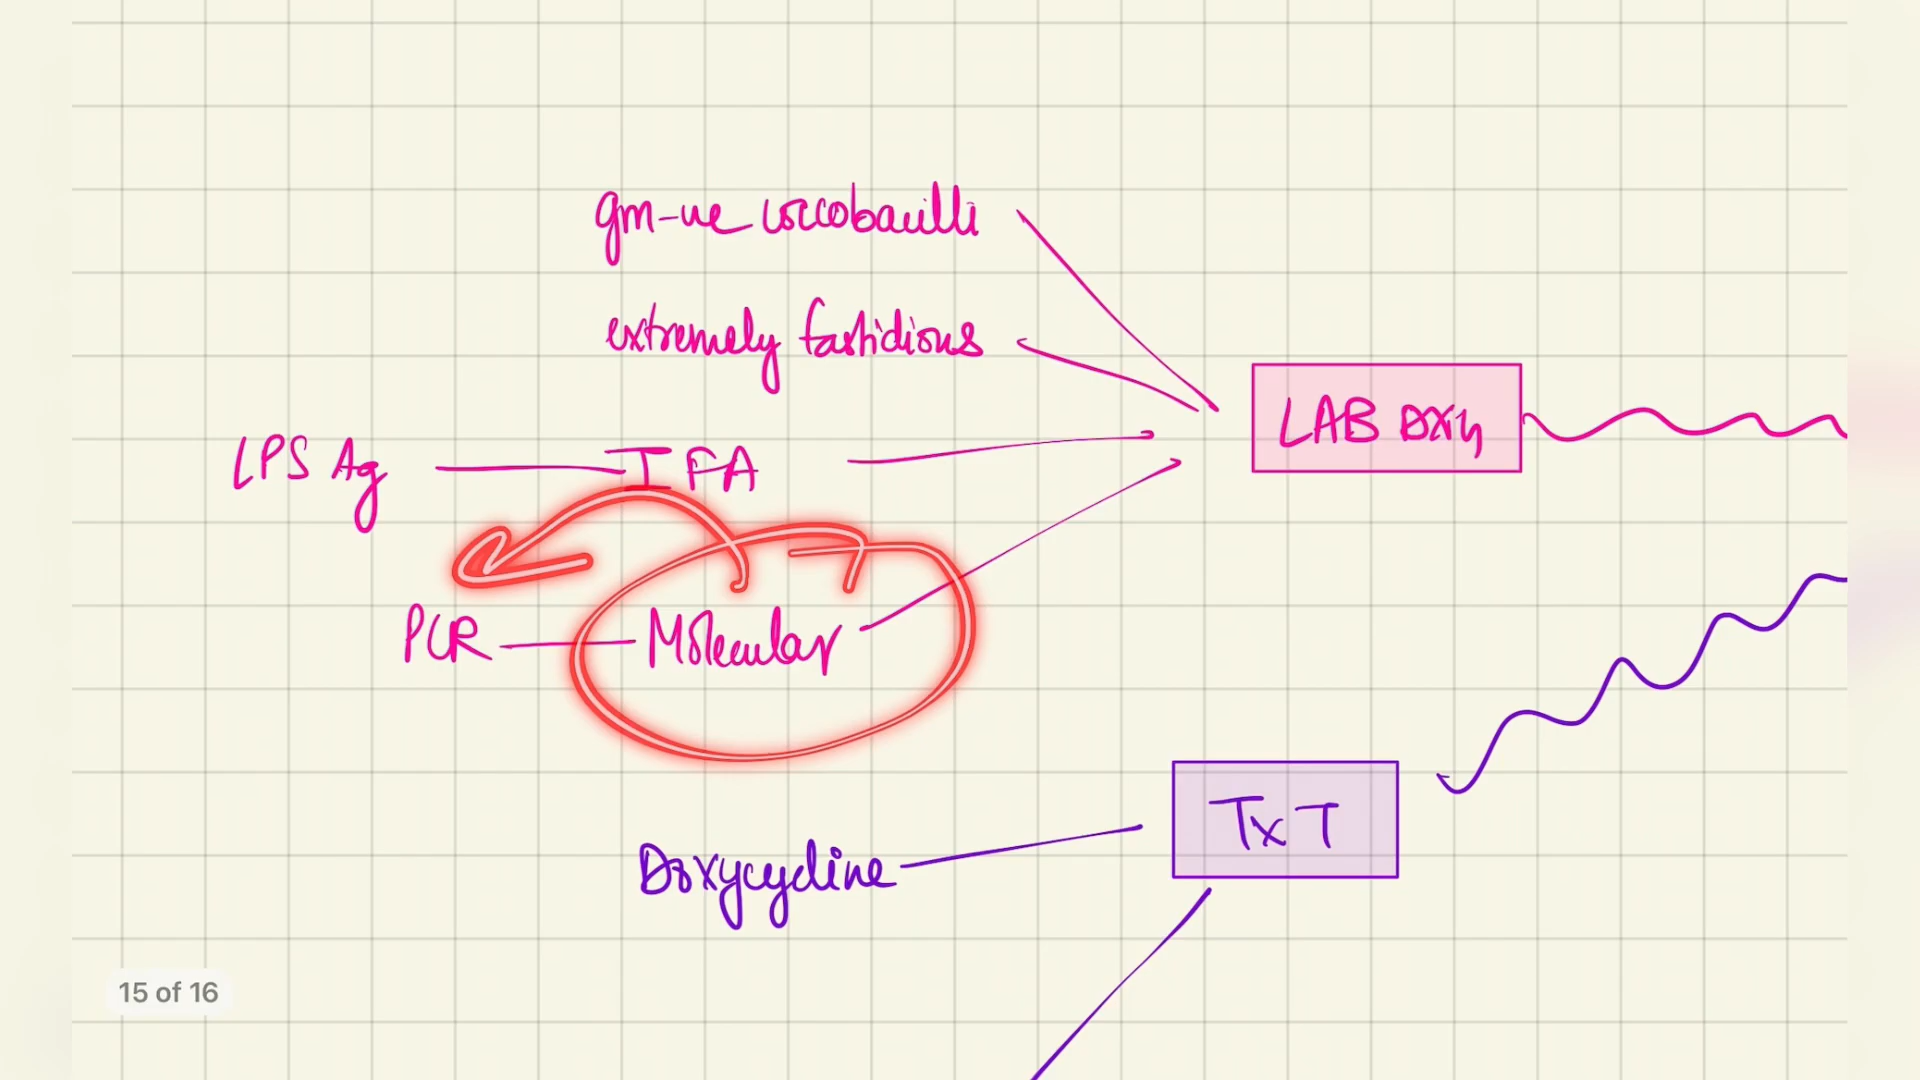 gm-ve coccobacilli
extremely fastidious
LAB DXN
LPS Ag — IFA
PCR — Molecular
TxT
Doxycycline
15 of 16